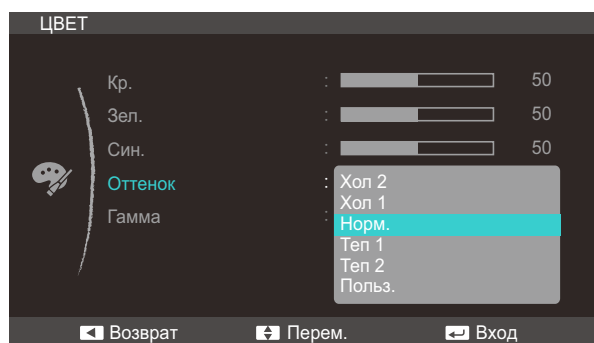 ЦВЕТ
Кр. : 50
Зел. : 50
Син. : 50
Оттенок : Хол 2
Хол 1
Гамма : Норм.
Теп 1
Теп 2
Польз.
Возврат Перем. Вход